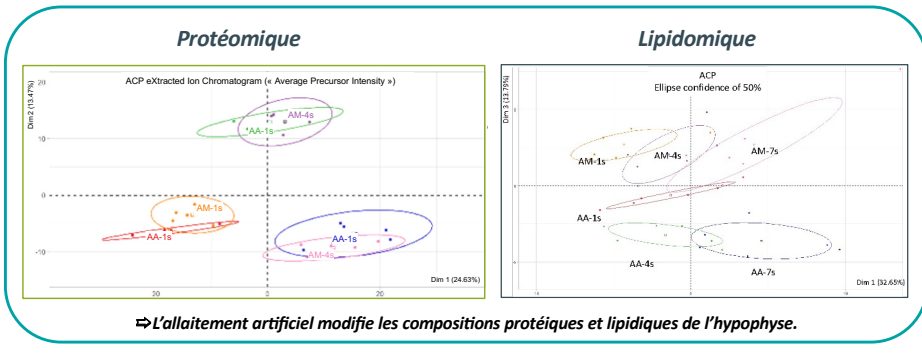 Protéomique
Lipidomique
ACP eXtracted Ion Chromatogram (« Average Precursor Intensity »)
Dim 2 (13.47%)
20
10
0
-10
AM-4s
AA-1s
AM-1s
AA-1s
AA-1s
AM-4s
Dim 1 (24.63%)
0
20
ACP
Ellipse confidence of 50%
Dim 3 (13.79%)
AM-1s
AM-4s
AM-7s
AA-1s
AA-4s
AA-7s
Dim 1 (32.65%)
⇨L'allaitement artificiel modifie les compositions protéiques et lipidiques de l'hypophyse.